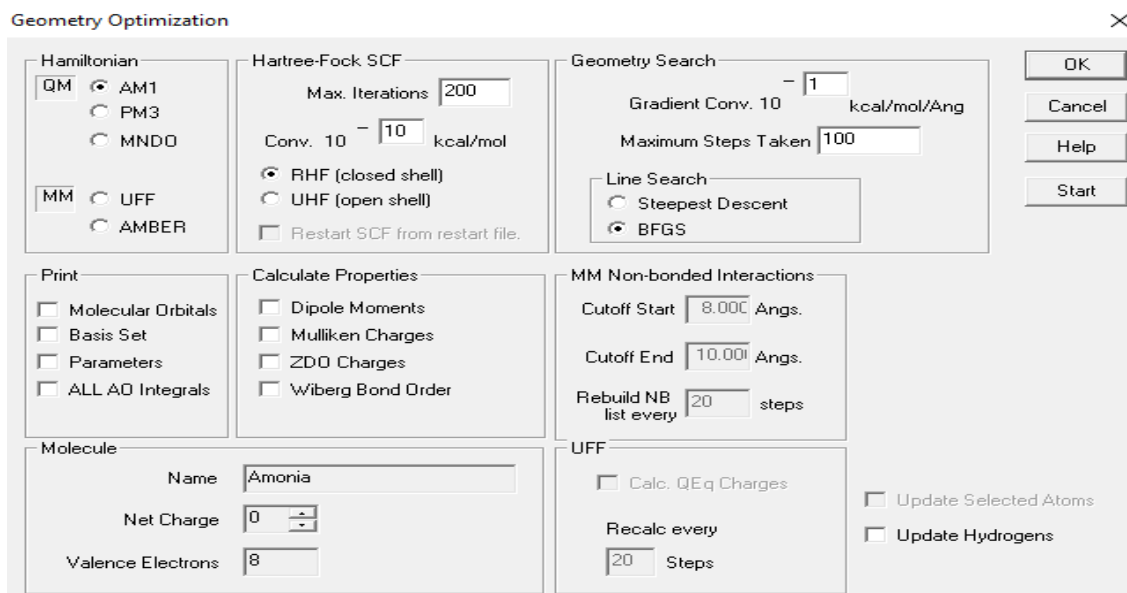 Geometry Optimization
Hamiltonian
QM
AM1
PM3
MNDO
MM
UFF
AMBER
Hartree-Fock SCF
Max. Iterations 200
Conv. 10 - 10 kcal/mol
RHF (closed shell)
UHF (open shell)
Restart SCF from restart file.
Geometry Search
Gradient Conv. 10 - 1 kcal/mol/Ang
Maximum Steps Taken 100
Line Search
Steepest Descent
BFGS
OK
Cancel
Help
Start
Print
Molecular Orbitals
Basis Set
Parameters
ALL AO Integrals
Calculate Properties
Dipole Moments
Mulliken Charges
ZDO Charges
Wiberg Bond Order
MM Non-bonded Interactions
Cutoff Start 8.000 Angs.
Cutoff End 10.00 Angs.
Rebuild NB
list every 20 steps
Molecule
Name Amonia
Net Charge 0
Valence Electrons 8
UFF
Calc. QEq Charges
Recalc every
20 Steps
Update Selected Atoms
Update Hydrogens